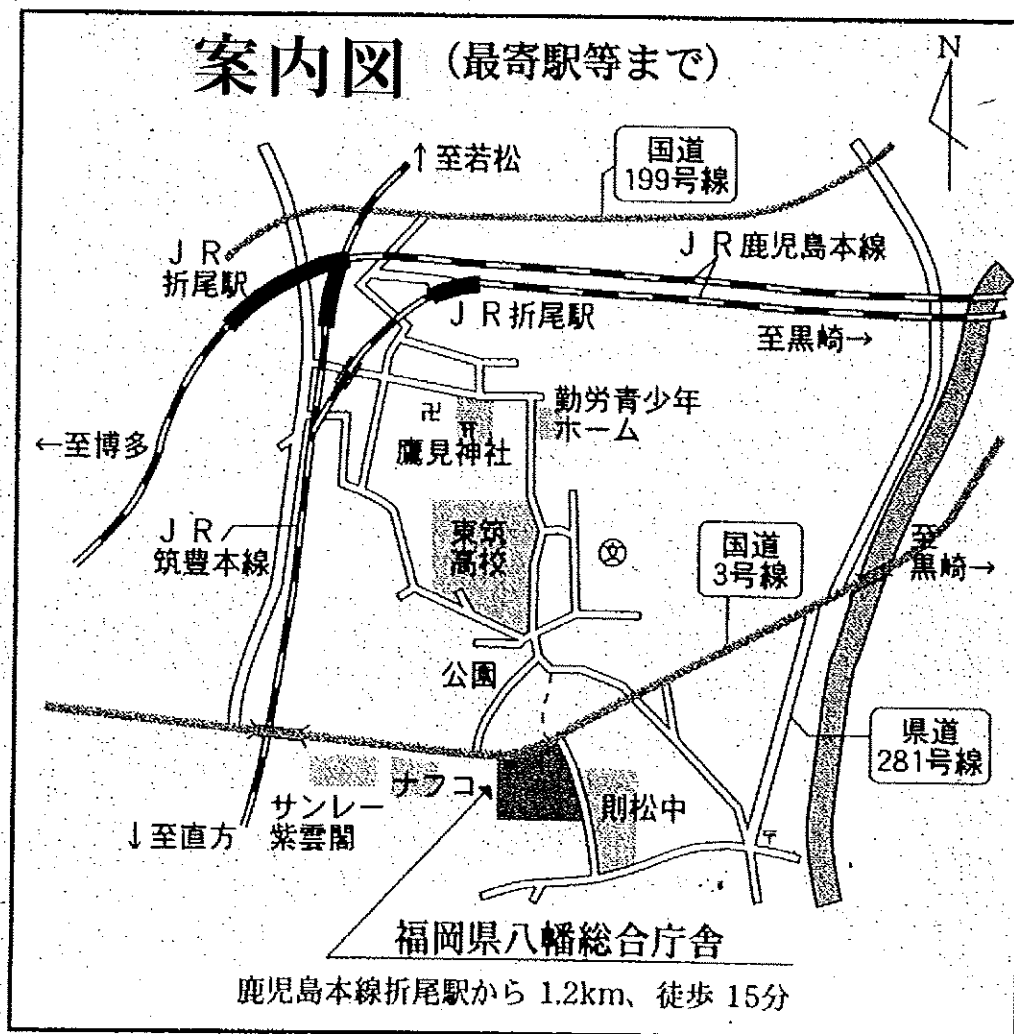 案内図 (最寄駅等まで)
N
↑至若松
国道
199号線
ＪＲ
折尾駅
ＪＲ鹿児島本線
ＪＲ折尾駅
至黒崎→
勤労青少年
ホーム
卍
鷹見神社
←至博多
ＪＲ
筑豊本線
東筑
高校
文
国道
3号線
至
黒崎→
公園
県道
281号線
ナフコ
サンレー
紫雲閣
則松中
〒
↓至直方
福岡県八幡総合庁舎
鹿児島本線折尾駅から 1.2km、徒歩 15分